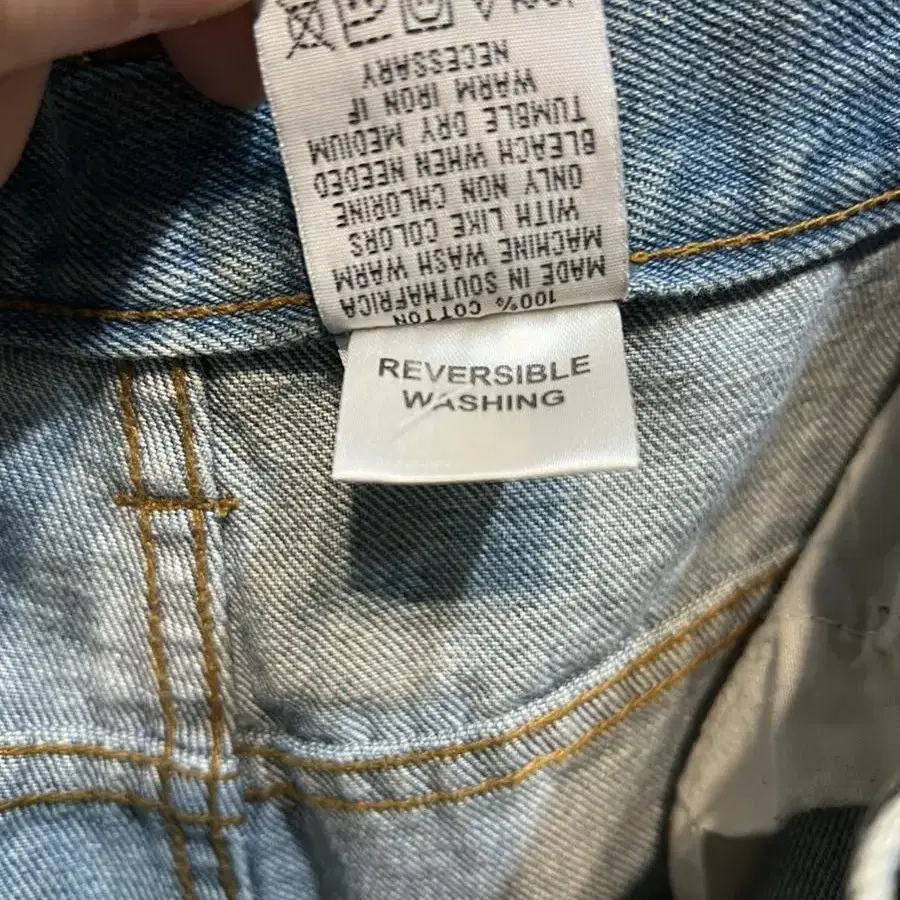 100% COTTON
MADE IN SOUTHAFRICA
MACHINE WASH WARM
WITH LIKE COLORS
ONLY NON CHLORINE
BLEACH WHEN NEEDED
TUMBLE DRY MEDIUM
WARM IRON IF
NECESSARY
REVERSIBLE
WASHING